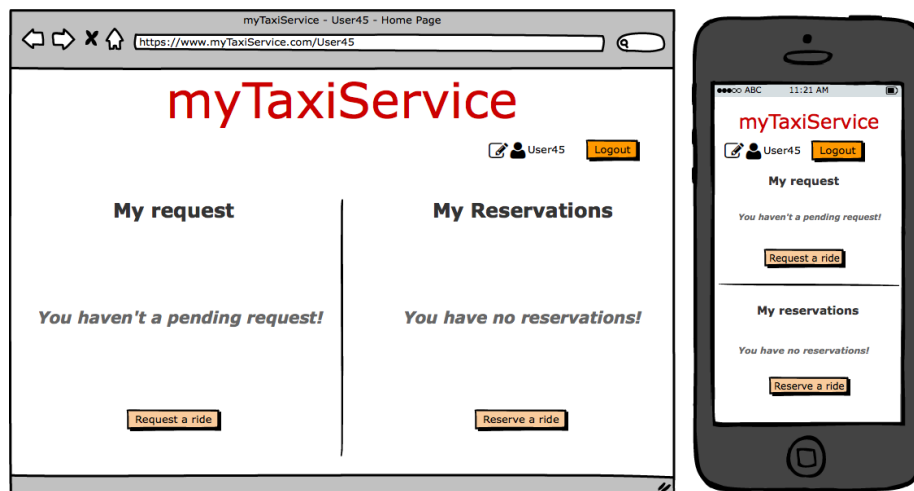 myTaxiService - User45 - Home Page
https://www.myTaxiService.com/User45
myTaxiService
User45 Logout
My request
You haven't a pending request!
Request a ride
My Reservations
You have no reservations!
Reserve a ride
ABC 11:21 AM
myTaxiService
User45 Logout
My request
You haven't a pending request!
Request a ride
My reservations
You have no reservations!
Reserve a ride